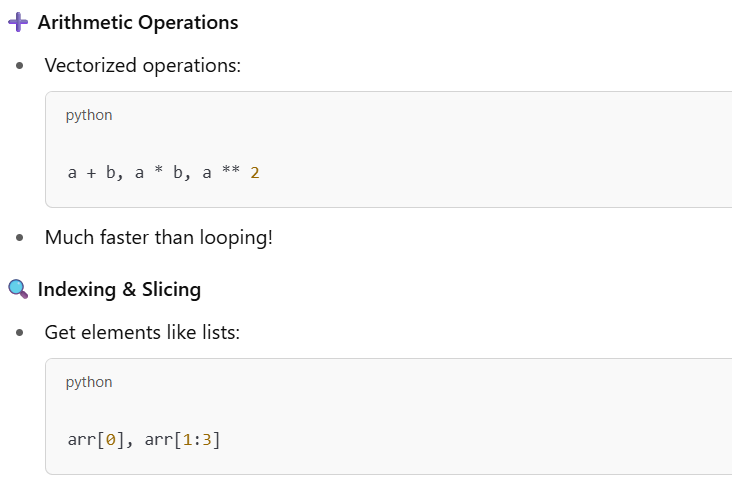 ➕ Arithmetic Operations
• Vectorized operations:
python
a + b, a * b, a ** 2
• Much faster than looping!
🔍 Indexing & Slicing
• Get elements like lists:
python
arr[0], arr[1:3]